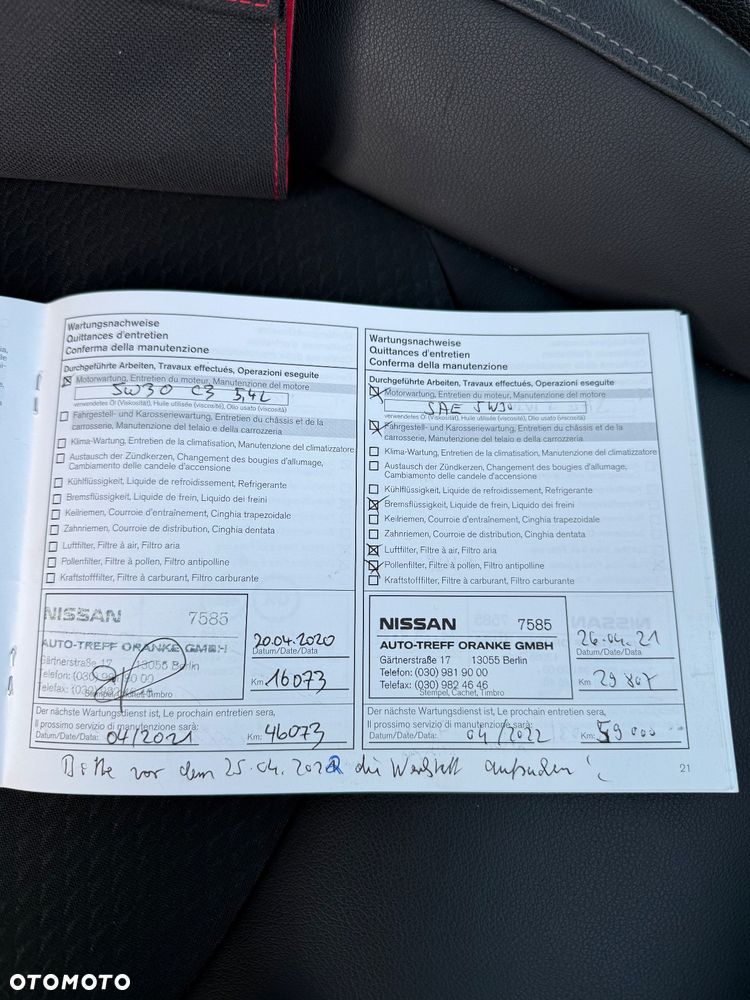 Wartungsnachweise
Quittances d'entretien
Conferma della manutenzione
Durchgeführte Arbeiten, Travaux effectués, Operazioni eseguite
Motorwartung, Entretien du moteur, Manutenzione del motore
5W30 C3 5,4L
verwendetes Öl (Viskosität), Huile utilisée (viscosité), Olio usato (viscosità)
Fahrgestell- und Karosseriewartung, Entretien du châssis et de la
carrosserie, Manutenzione del telaio e della carrozzeria
Klima-Wartung, Entretien de la climatisation, Manutenzione del climatizzatore
Austausch der Zündkerzen, Changement des bougies d'allumage,
Cambiamento delle candele d'accensione
Kühlflüssigkeit, Liquide de refroidissement, Refrigerante
Bremsflüssigkeit, Liquide de frein, Liquido dei freini
Keilriemen, Courroie d'entraînement, Cinghia trapezoidale
Zahnriemen, Courroie de distribution, Cinghia dentata
Luftfilter, Filtre à air, Filtro aria
Pollenfilter, Filtre à pollen, Filtro antipolline
Kraftstofffilter, Filtre à carburant, Filtro carburante
NISSAN 7585
AUTO-TREFF ORANKE GMBH
Gärtnerstraße 17 13055 Berlin
Telefon: (030) 981 90 00
Telefax: (030)
Stempel, Cachet, Timbro
20.04.2020
Datum/Date/Data
Km: 16073
Der nächste Wartungsdienst ist, Le prochain entretien sera,
Il prossimo servizio di manutenzione sarà:
Datum/Date/Data: 04/2021 Km: 46073
Wartungsnachweise
Quittances d'entretien
Conferma della manutenzione
Durchgeführte Arbeiten, Travaux effectués, Operazioni eseguite
Motorwartung, Entretien du moteur, Manutenzione del motore
SAE 5W30
verwendetes Öl (Viskosität), Huile utilisée (viscosité), Olio usato (viscosità)
Fahrgestell- und Karosseriewartung, Entretien du châssis et de la
carrosserie, Manutenzione del telaio e della carrozzeria
Klima-Wartung, Entretien de la climatisation, Manutenzione del climatizzatore
Austausch der Zündkerzen, Changement des bougies d'allumage,
Cambiamento delle candele d'accensione
Kühlflüssigkeit, Liquide de refroidissement, Refrigerante
Bremsflüssigkeit, Liquide de frein, Liquido dei freini
Keilriemen, Courroie d'entraînement, Cinghia trapezoidale
Zahnriemen, Courroie de distribution, Cinghia dentata
Luftfilter, Filtre à air, Filtro aria
Pollenfilter, Filtre à pollen, Filtro antipolline
Kraftstofffilter, Filtre à carburant, Filtro carburante
NISSAN 7585
AUTO-TREFF ORANKE GMBH
Gärtnerstraße 17 13055 Berlin
Telefon: (030) 981 90 00
Telefax: (030) 982 46 46
Stempel, Cachet, Timbro
26.04.21
Datum/Date/Data
Km 29807
Der nächste Wartungsdienst ist, Le prochain entretien sera,
Il prossimo servizio di manutenzione sarà:
Datum/Date/Data: 04/2022 Km: 59000
Bitte vor dem 25.04.2022 die Werkstatt aufsuchen!
21
OTOMOTO